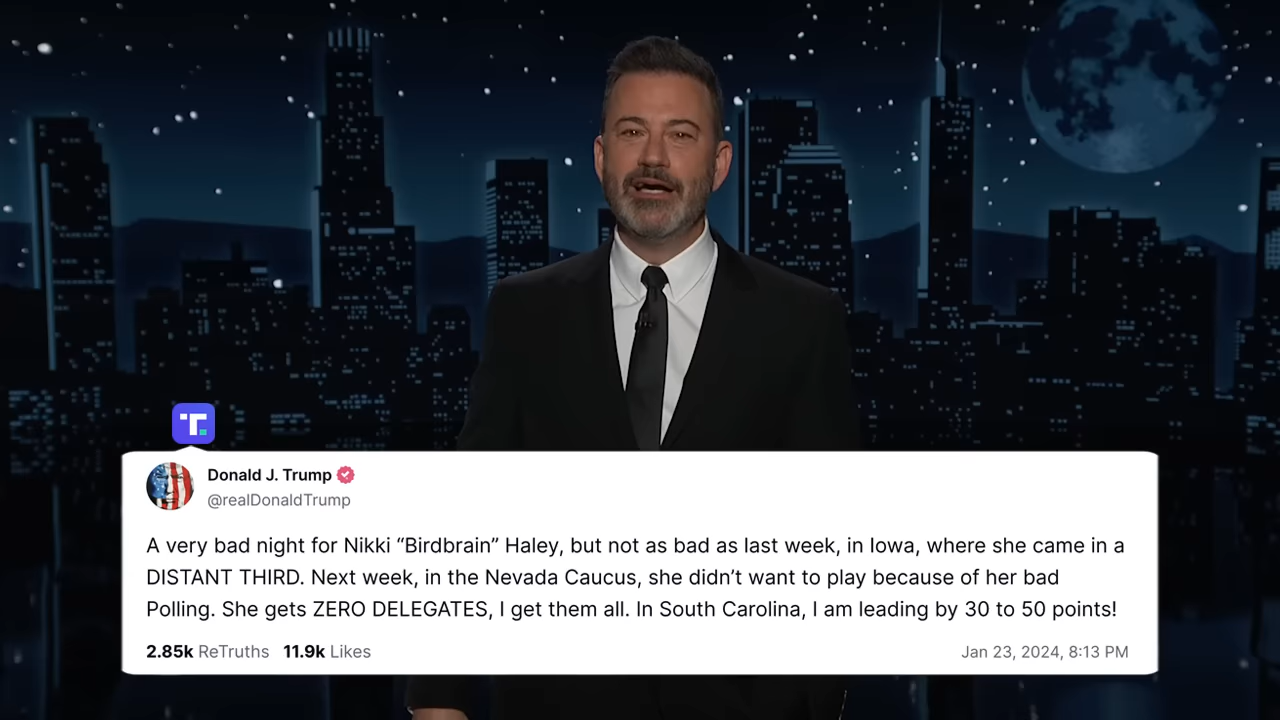 Donald J. Trump
@realDonaldTrump
A very bad night for Nikki “Birdbrain” Haley, but not as bad as last week, in Iowa, where she came in a
DISTANT THIRD. Next week, in the Nevada Caucus, she didn’t want to play because of her bad
Polling. She gets ZERO DELEGATES, I get them all. In South Carolina, I am leading by 30 to 50 points!
2.85k ReTruths 11.9k Likes Jan 23, 2024, 8:13 PM